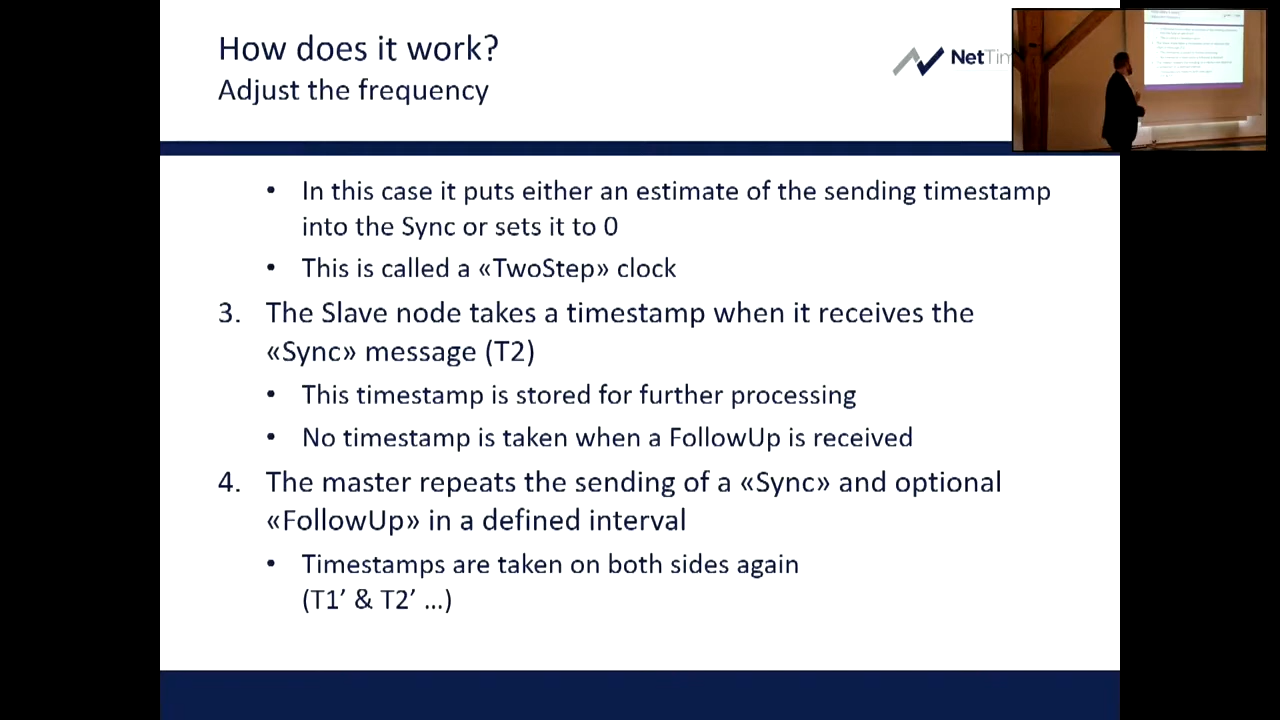 How does it work?
Adjust the frequency
NetTim
• In this case it puts either an estimate of the sending timestamp
into the Sync or sets it to 0
• This is called a «TwoStep» clock
3. The Slave node takes a timestamp when it receives the
«Sync» message (T2)
• This timestamp is stored for further processing
• No timestamp is taken when a FollowUp is received
4. The master repeats the sending of a «Sync» and optional
«FollowUp» in a defined interval
• Timestamps are taken on both sides again
(T1’ & T2’ ...)